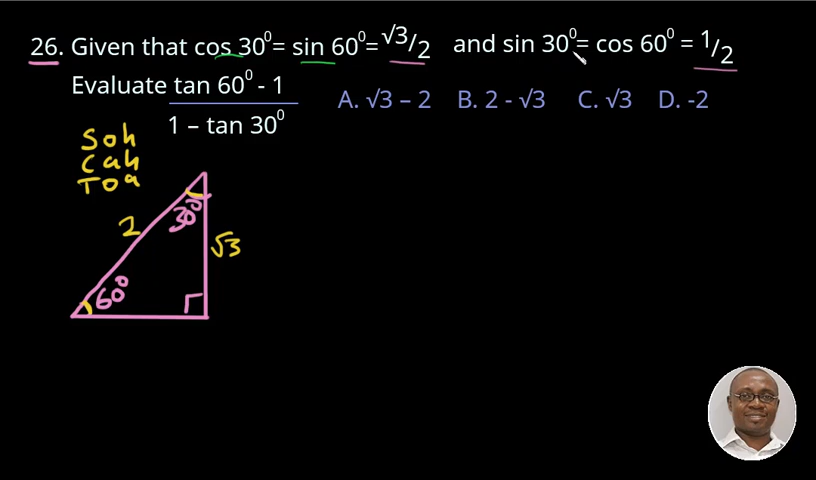 26. Given that cos 30⁰= sin 60⁰=√3/2 and sin 30⁰= cos 60⁰ = 1/2
Evaluate tan 60⁰ - 1
1 – tan 30⁰
A. √3 – 2 B. 2 - √3 C. √3 D. -2
Soh
Cah
Toa
30⁰
2
√3
60⁰